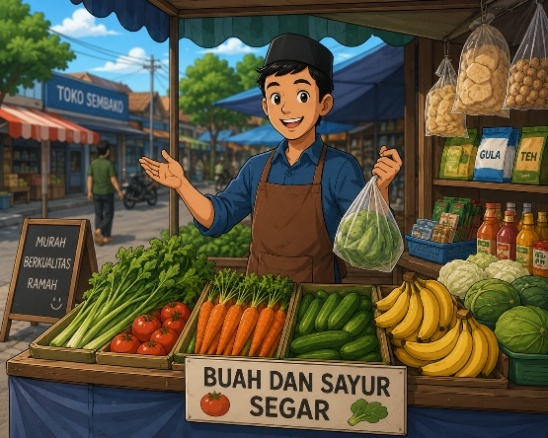 TOKO SEMBAKO
GULA
TEH
MURAH
BERKUALITAS
RAMAH
BUAH DAN SAYUR
SEGAR